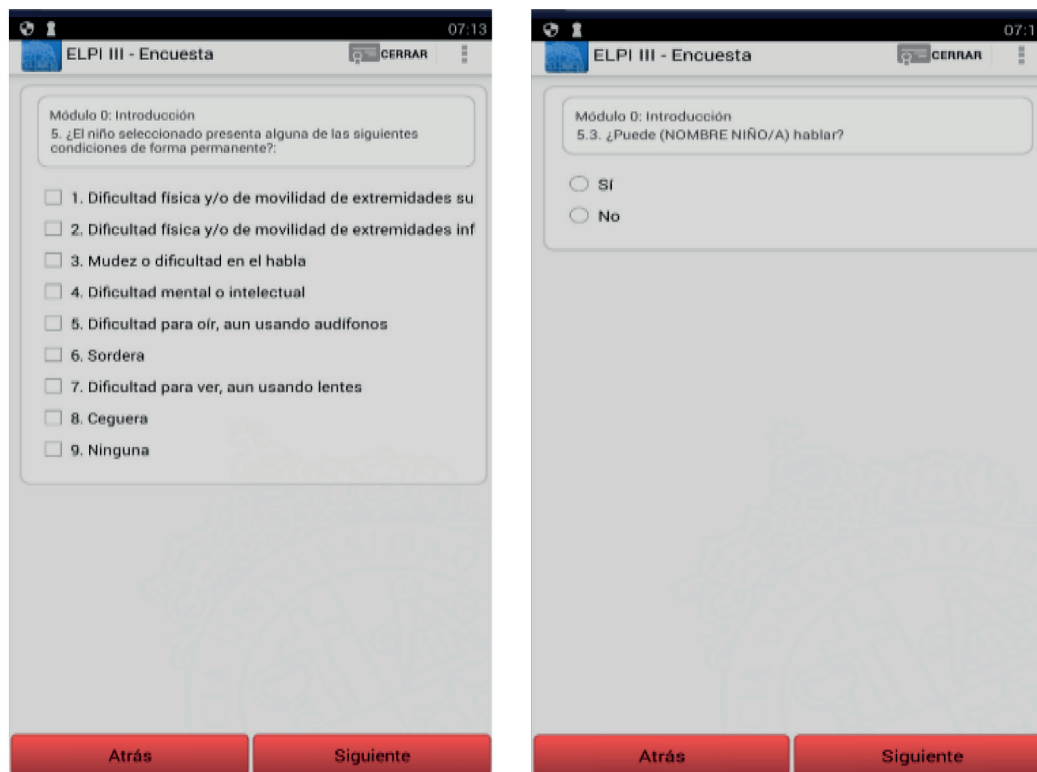 07:13
ELPI III - Encuesta
CERRAR
Módulo 0: Introducción
5. ¿El niño seleccionado presenta alguna de las siguientes
condiciones de forma permanente?:
1. Dificultad física y/o de movilidad de extremidades su
2. Dificultad física y/o de movilidad de extremidades inf
3. Mudez o dificultad en el habla
4. Dificultad mental o intelectual
5. Dificultad para oír, aun usando audífonos
6. Sordera
7. Dificultad para ver, aun usando lentes
8. Ceguera
9. Ninguna
Atrás
Siguiente
07:1
ELPI III - Encuesta
CERRAR
Módulo 0: Introducción
5.3. ¿Puede (NOMBRE NIÑO/A) hablar?
Sí
No
Atrás
Siguiente